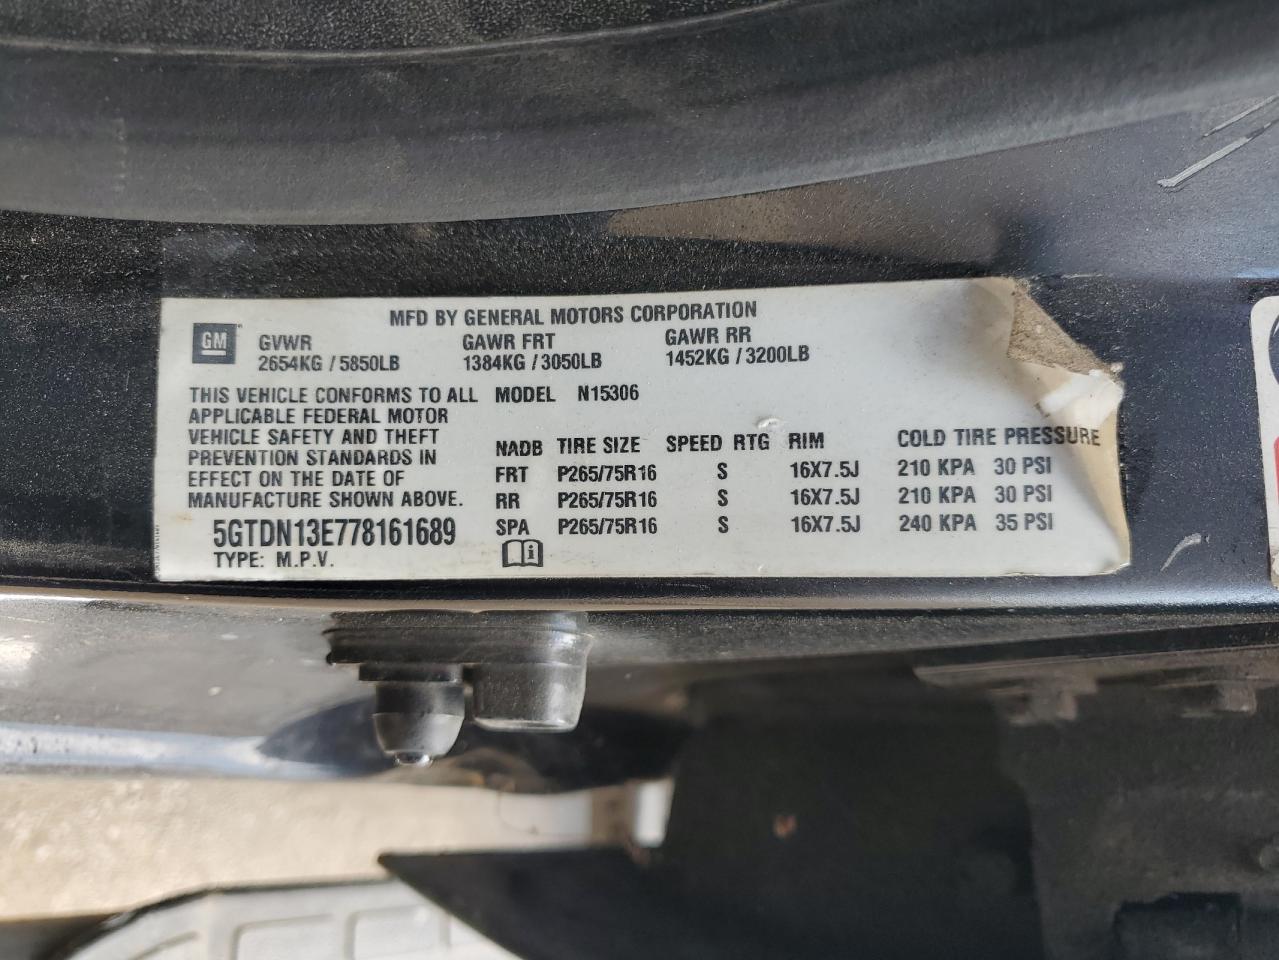 MFD BY GENERAL MOTORS CORPORATION
GM
GVWR GAWR FRT GAWR RR
2654KG / 5850LB 1384KG / 3050LB 1452KG / 3200LB
THIS VEHICLE CONFORMS TO ALL
APPLICABLE FEDERAL MOTOR
VEHICLE SAFETY AND THEFT
PREVENTION STANDARDS IN
EFFECT ON THE DATE OF
MANUFACTURE SHOWN ABOVE.
5GTDN13E778161689
TYPE: M.P.V.
MODEL N15306
NADB TIRE SIZE SPEED RTG RIM COLD TIRE PRESSURE
FRT P265/75R16 S 16X7.5J 210 KPA 30 PSI
RR P265/75R16 S 16X7.5J 210 KPA 30 PSI
SPA P265/75R16 S 16X7.5J 240 KPA 35 PSI
i